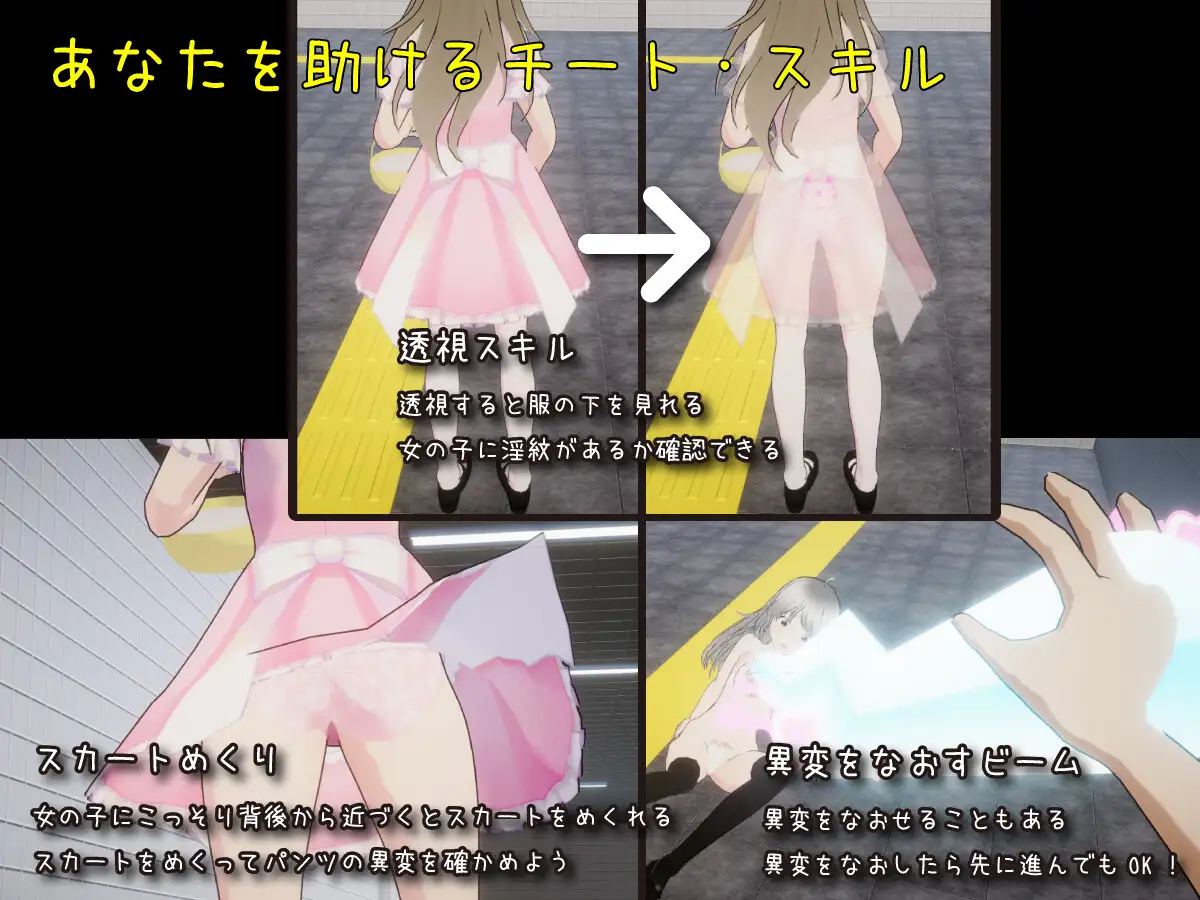 あなたを助けるチート・スキル
透視スキル
透視すると服の下を見れる
女の子に淫紋があるか確認できる
スカートめくり
女の子にこっそり背後から近づくとスカートをめくれる
スカートをめくってパンツの異変を確かめよう
異変をなおすビーム
異変をなおせることもある
異変をなおしたら先に進んでもOK！